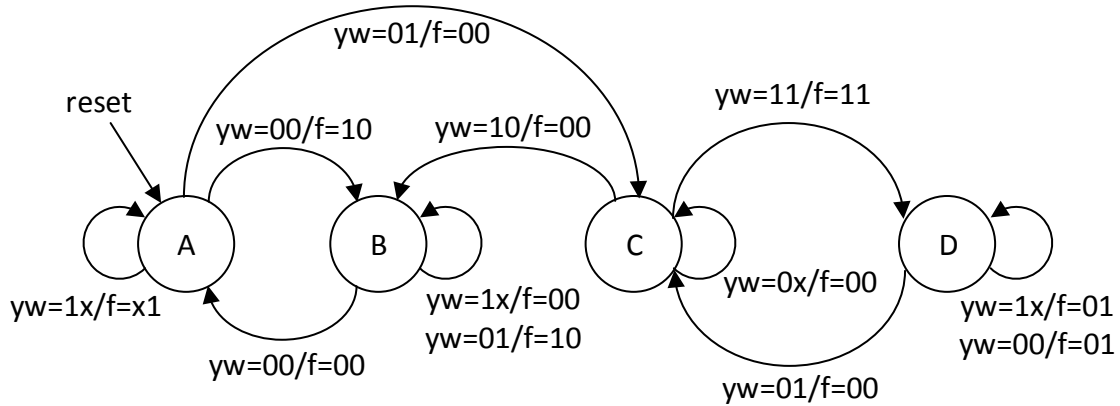 yw=01/f=00
reset
yw=00/f=10
yw=10/f=00
yw=11/f=11
A
B
C
D
yw=1x/f=x1
yw=00/f=00
yw=1x/f=00
yw=01/f=10
yw=0x/f=00
yw=01/f=00
yw=1x/f=01
yw=00/f=01